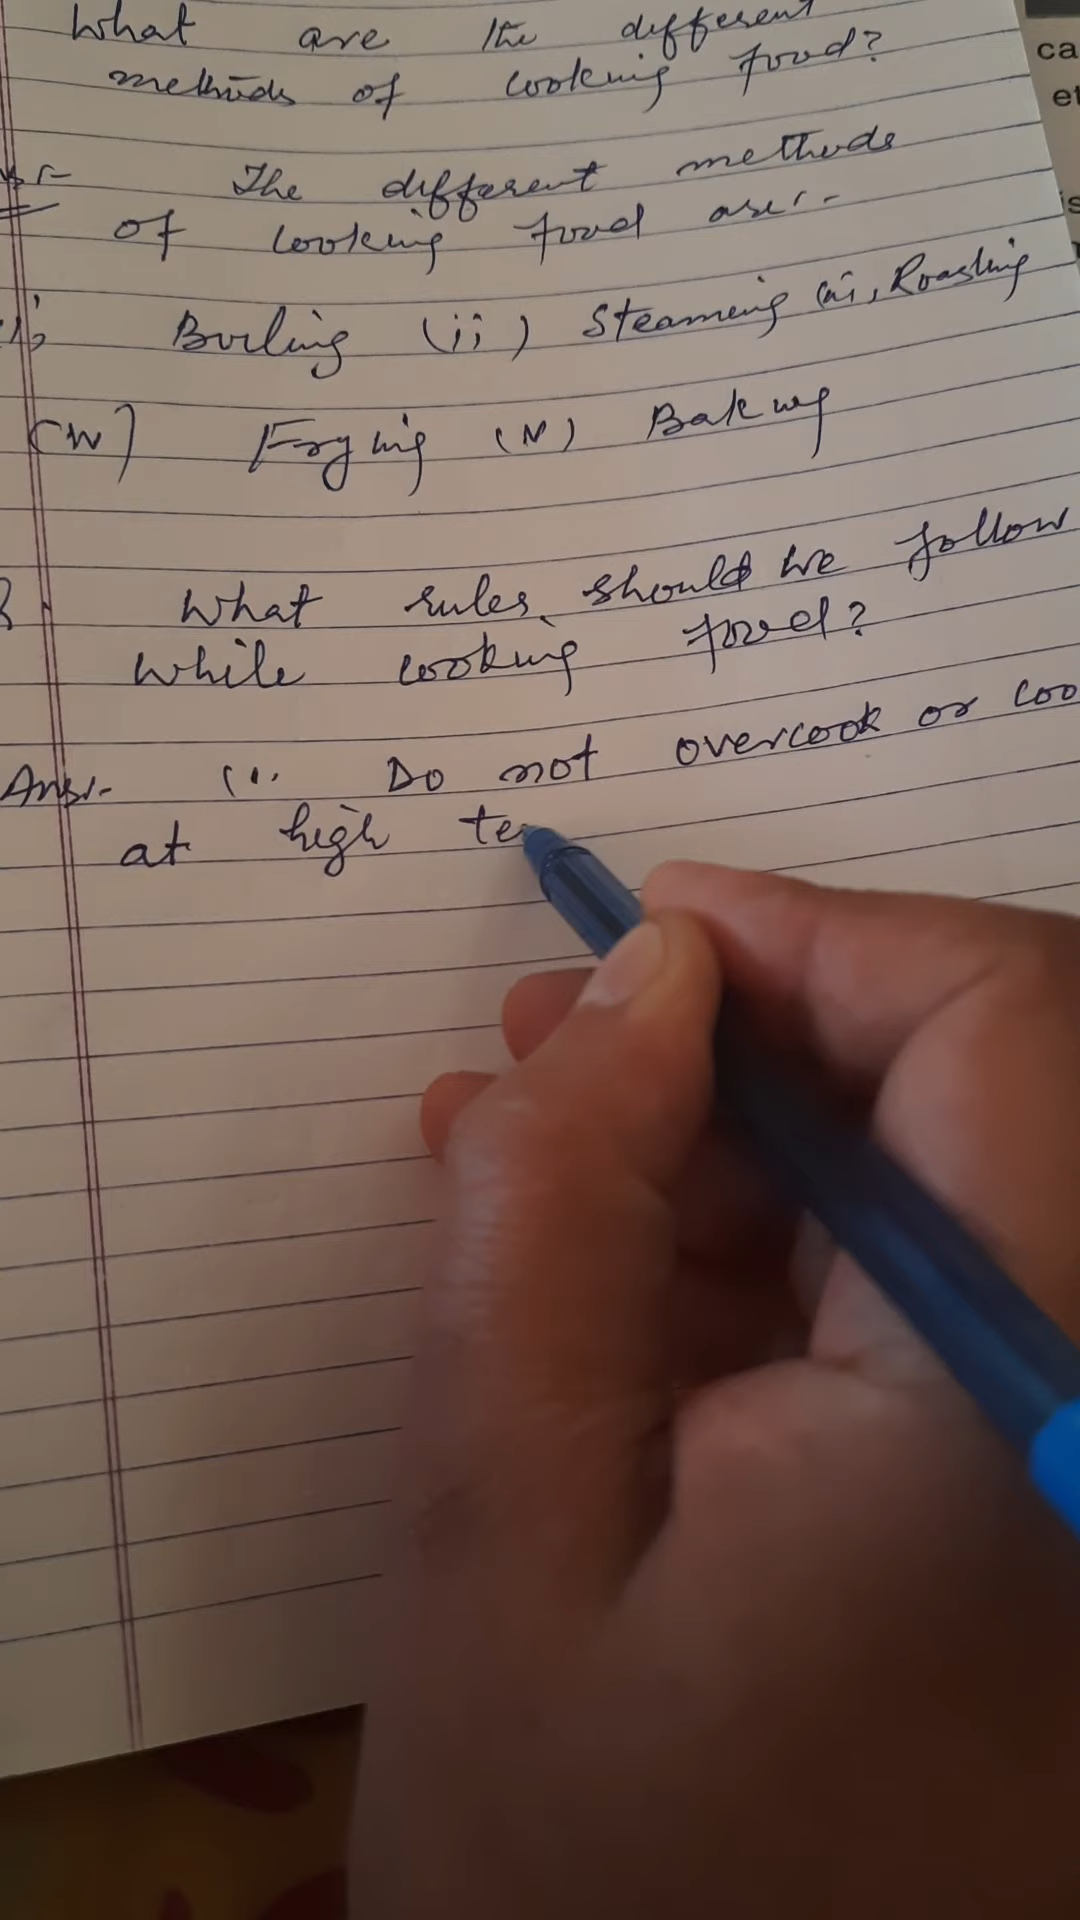 What are the different
methods of cooking food?
The different methods
of cooking food are:-
Boiling (ii) Steaming (iii) Roasting
(iv) Frying (v) Baking
What rules should we follow
while cooking food?
Ans:- (i. Do not overcook or coo
at high te
ca
et